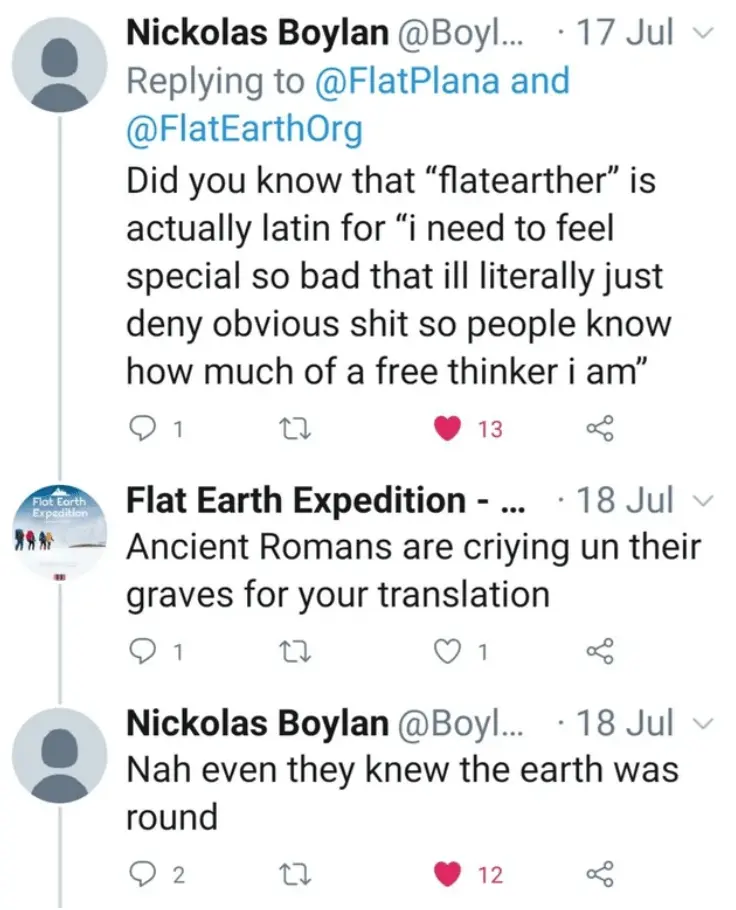 Nickolas Boylan @Boyl... · 17 Jul
Replying to @FlatPlana and
@FlatEarthOrg
Did you know that “flatearther” is
actually latin for “i need to feel
special so bad that ill literally just
deny obvious shit so people know
how much of a free thinker i am”
1 13
Flat Earth
Expedition
Flat Earth Expedition - ... · 18 Jul
Ancient Romans are criying un their
graves for your translation
1 1
Nickolas Boylan @Boyl... · 18 Jul
Nah even they knew the earth was
round
2 12